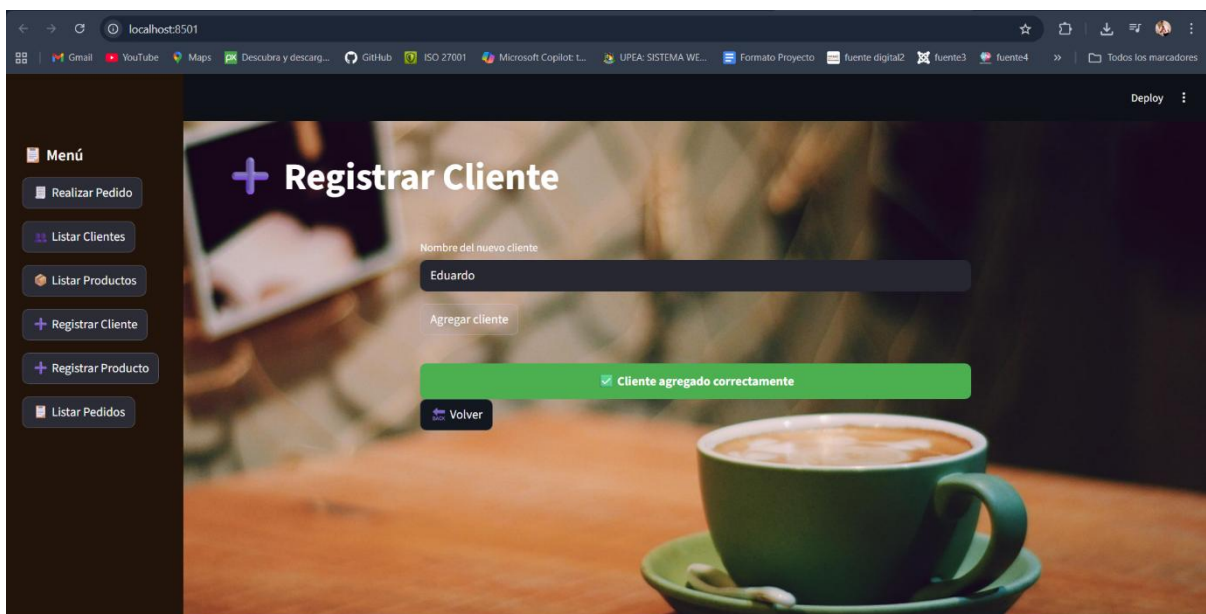 localhost:8501
Gmail YouTube Maps Descubra y descarg... GitHub ISO 27001 Microsoft Copilot: t... UPEA: SISTEMA WE... Formato Proyecto fuente digital2 fuente3 fuente4 » Todos los marcadores
Deploy
Menú
Realizar Pedido
Listar Clientes
Listar Productos
Registrar Cliente
Registrar Producto
Listar Pedidos
Registrar Cliente
Nombre del nuevo cliente
Eduardo
Agregar cliente
Cliente agregado correctamente
BACK Volver